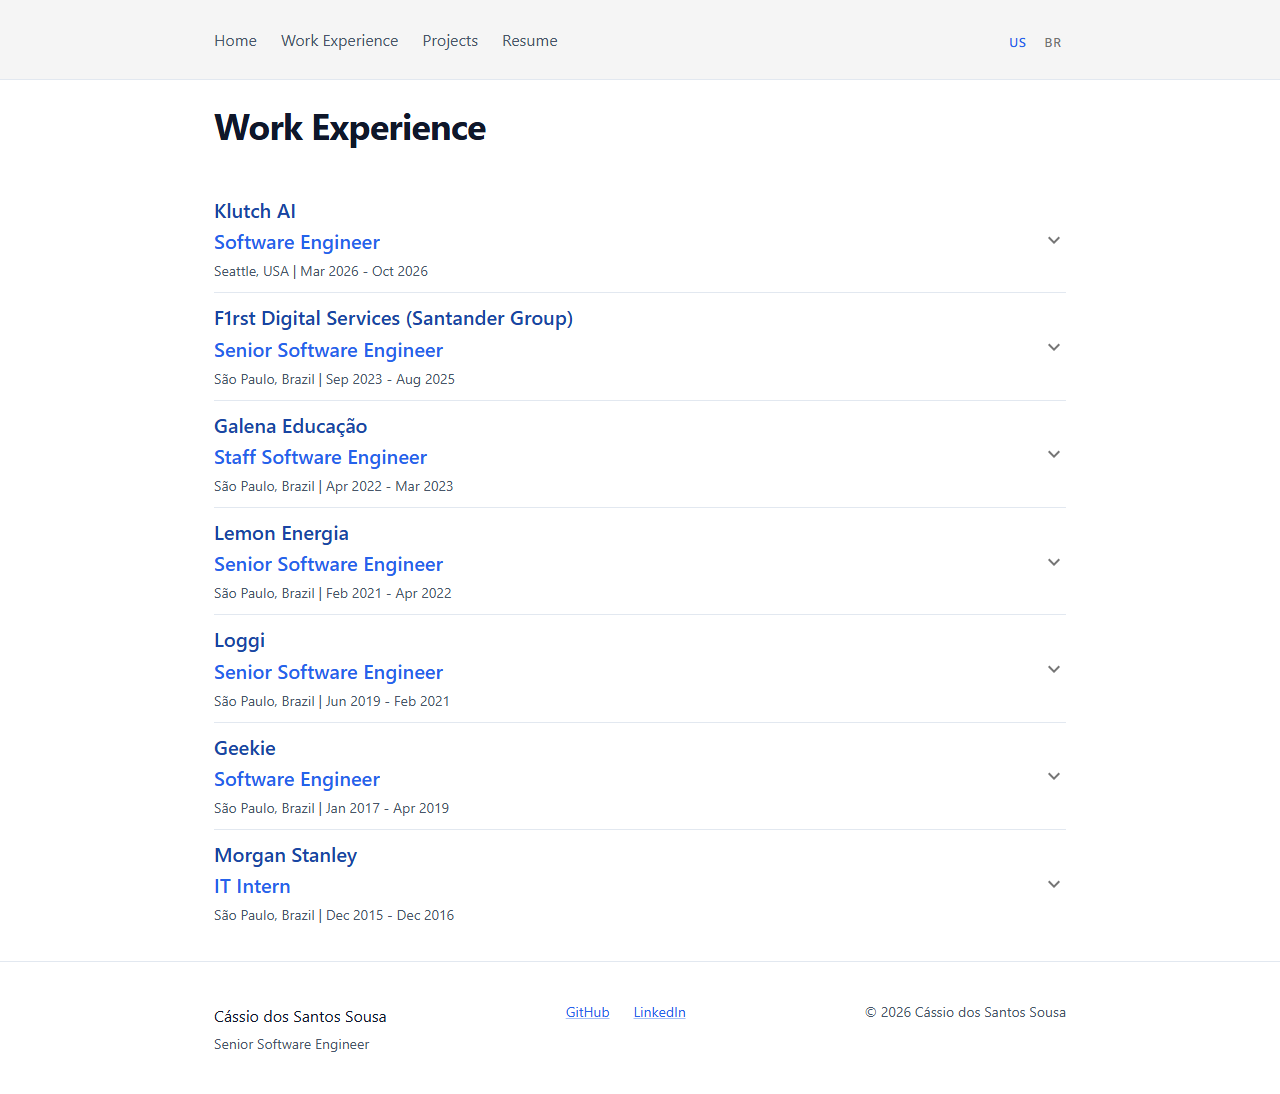 Home Work Experience Projects Resume US BR
Work Experience
Klutch AI
Software Engineer
Seattle, USA | Mar 2026 - Oct 2026
F1rst Digital Services (Santander Group)
Senior Software Engineer
São Paulo, Brazil | Sep 2023 - Aug 2025
Galena Educação
Staff Software Engineer
São Paulo, Brazil | Apr 2022 - Mar 2023
Lemon Energia
Senior Software Engineer
São Paulo, Brazil | Feb 2021 - Apr 2022
Loggi
Senior Software Engineer
São Paulo, Brazil | Jun 2019 - Feb 2021
Geekie
Software Engineer
São Paulo, Brazil | Jan 2017 - Apr 2019
Morgan Stanley
IT Intern
São Paulo, Brazil | Dec 2015 - Dec 2016
Cássio dos Santos Sousa GitHub LinkedIn © 2026 Cássio dos Santos Sousa
Senior Software Engineer